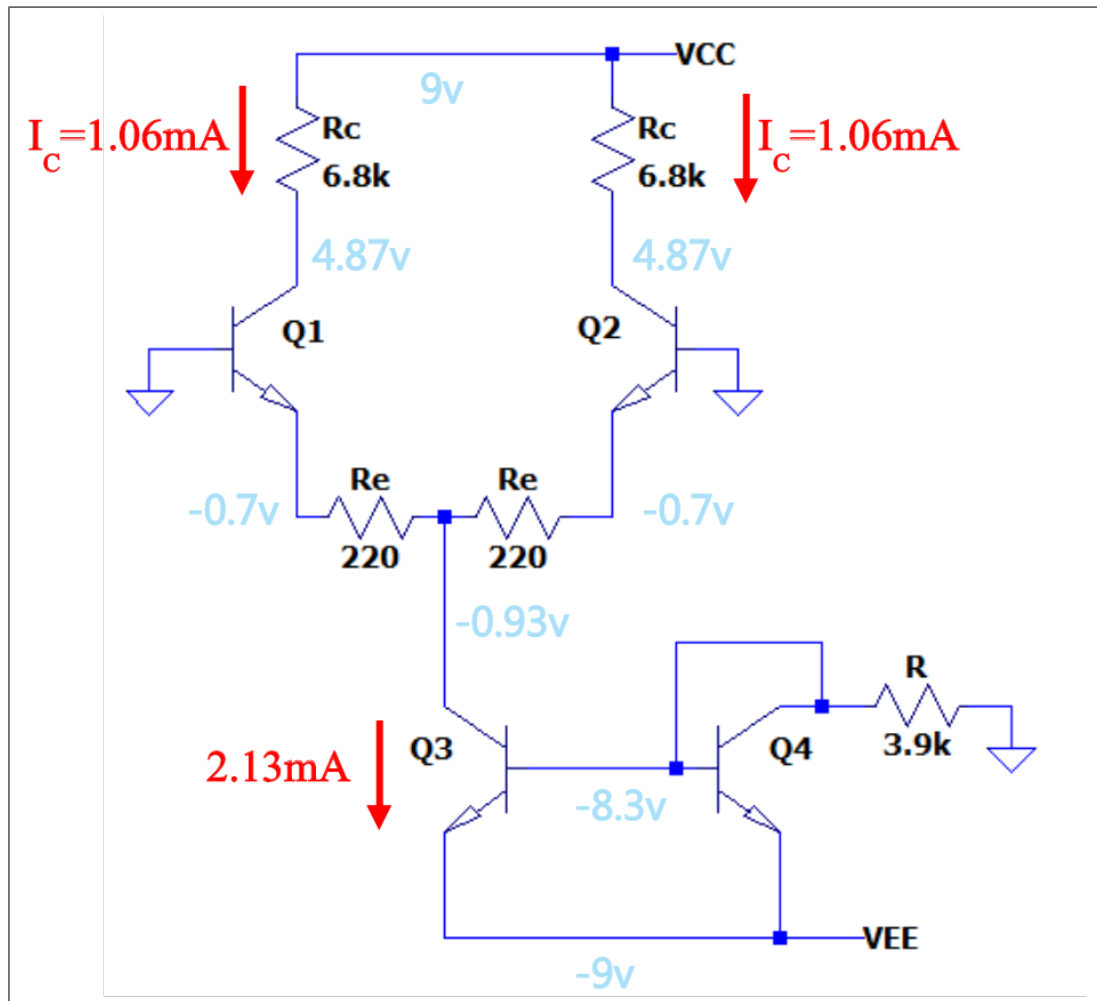 VCC
9v
I_C=1.06mA
Rc
6.8k
Rc
6.8k
I_C=1.06mA
4.87v
4.87v
Q1
Q2
-0.7v
Re
220
Re
220
-0.7v
-0.93v
R
3.9k
2.13mA
Q3
Q4
-8.3v
VEE
-9v